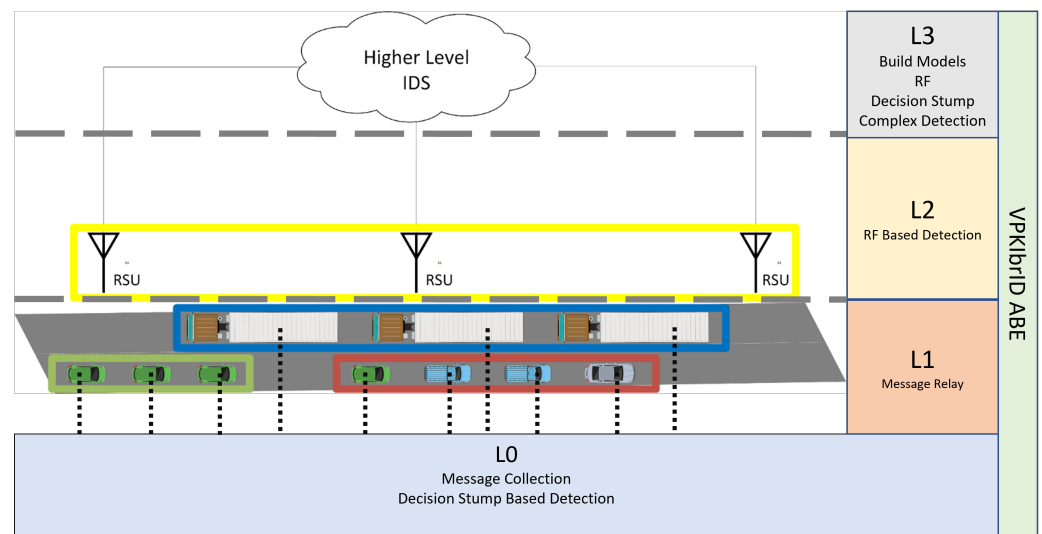 Higher Level
IDS
RSU
RSU
RSU
L3
Build Models
RF
Decision Stump
Complex Detection
L2
RF Based Detection
L1
Message Relay
L0
Message Collection
Decision Stump Based Detection
VPKIbrID ABE